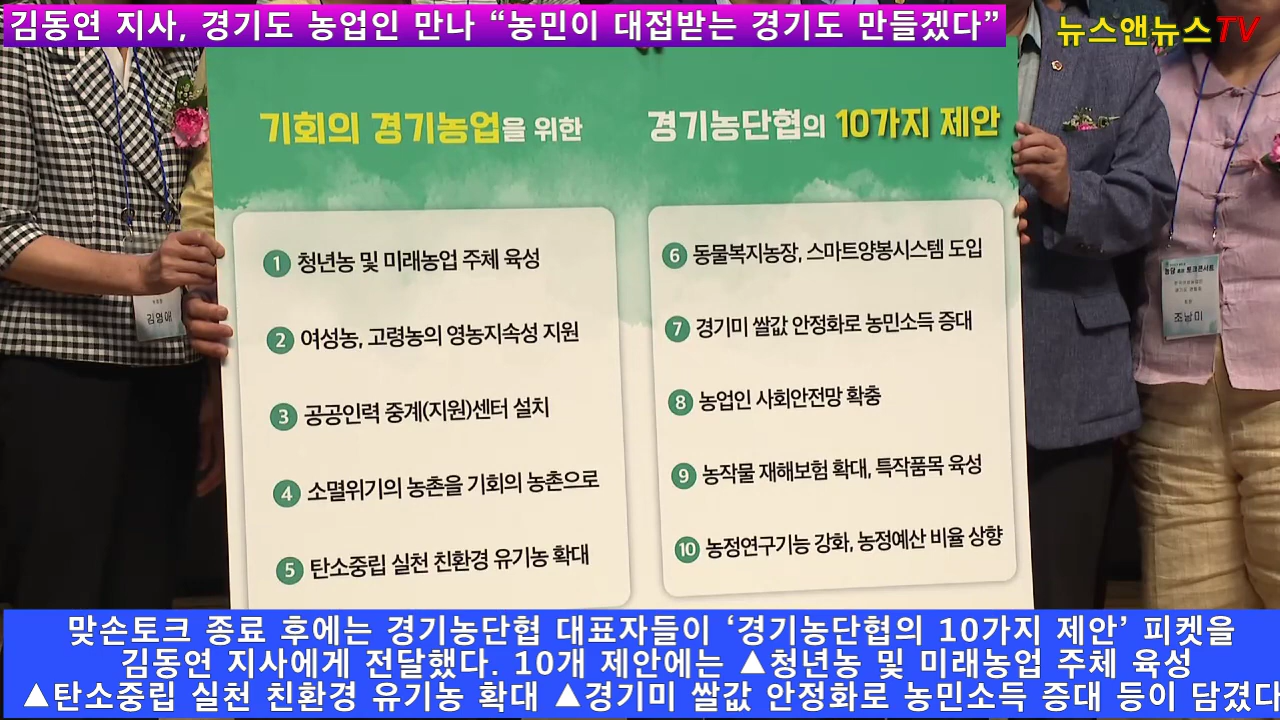 김동연 지사, 경기도 농업인 만나 “농민이 대접받는 경기도 만들겠다”
뉴스앤뉴스TV
기회의 경기농업을 위한
경기농단협의 10가지 제안
1 청년농 및 미래농업 주체 육성
2 여성농, 고령농의 영농지속성 지원
3 공공인력 중계(지원)센터 설치
4 소멸위기의 농촌을 기회의 농촌으로
5 탄소중립 실천 친환경 유기농 확대
6 동물복지농장, 스마트양봉시스템 도입
7 경기미 쌀값 안정화로 농민소득 증대
8 농업인 사회안전망 확충
9 농작물 재해보험 확대, 특작품목 육성
10 농정연구기능 강화, 농정예산 비율 상향
김영애
토크콘서트
조남미
맞손토크 종료 후에는 경기농단협 대표자들이 ‘경기농단협의 10가지 제안’ 피켓을
김동연 지사에게 전달했다. 10개 제안에는 ▲청년농 및 미래농업 주체 육성
▲탄소중립 실천 친환경 유기농 확대 ▲경기미 쌀값 안정화로 농민소득 증대 등이 담겼다